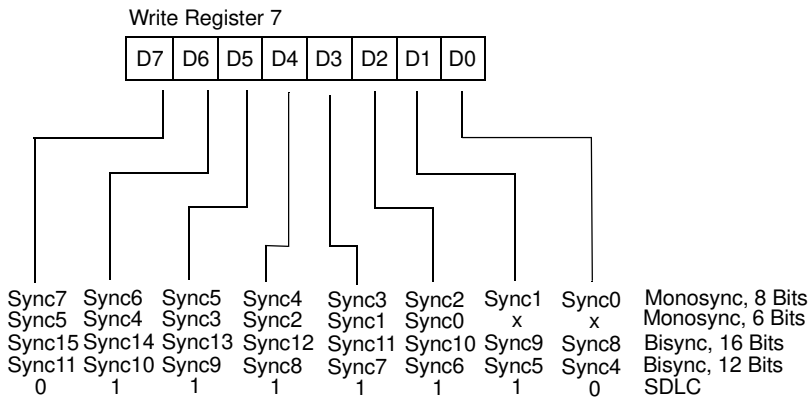 Write Register 7
D7 D6 D5 D4 D3 D2 D1 D0
Sync7 Sync6 Sync5 Sync4 Sync3 Sync2 Sync1 Sync0 Monosync, 8 Bits
Sync5 Sync4 Sync3 Sync2 Sync1 Sync0 x x Monosync, 6 Bits
Sync15 Sync14 Sync13 Sync12 Sync11 Sync10 Sync9 Sync8 Bisync, 16 Bits
Sync11 Sync10 Sync9 Sync8 Sync7 Sync6 Sync5 Sync4 Bisync, 12 Bits
0 1 1 1 1 1 1 0 SDLC